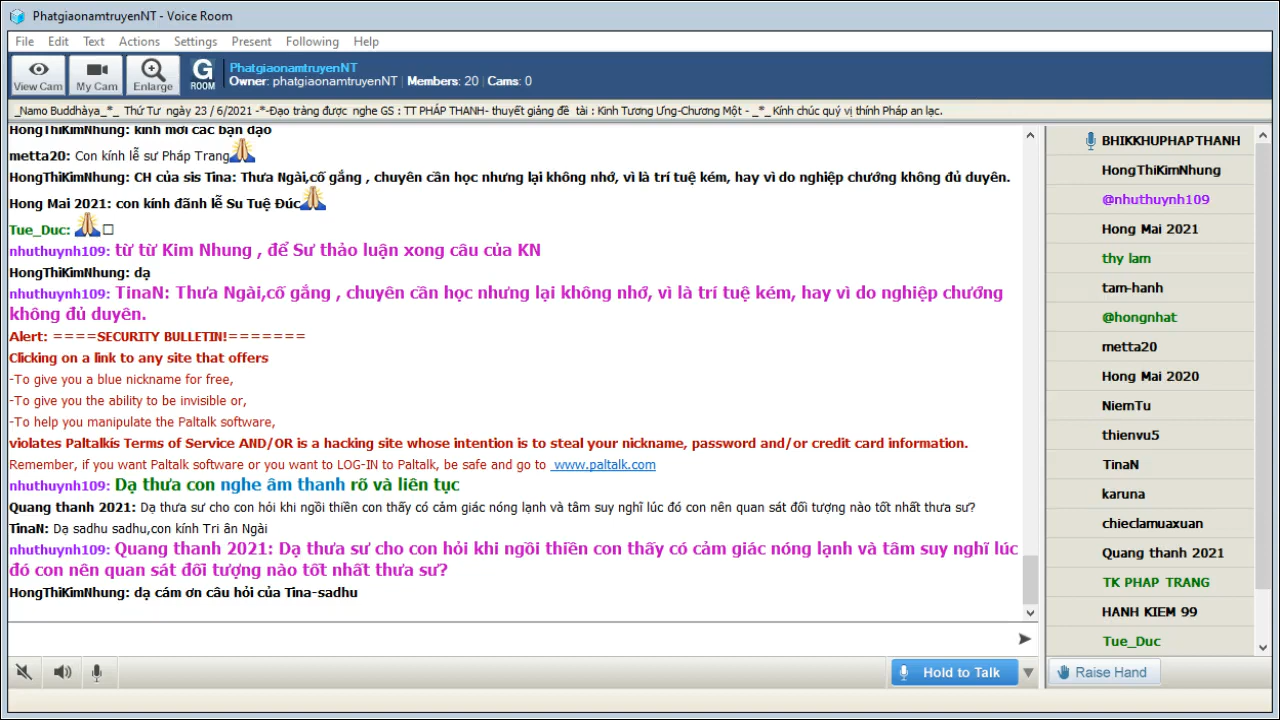 PhatgiaonamtruyenNT - Voice Room
File Edit Text Actions Settings Present Following Help
View Cam My Cam Enlarge G ROOM
PhatgiaonamtruyenNT
Owner: phatgiaonamtruyenNT Members: 20 Cams: 0
_Namo Buddhàya_*_ Thứ Tư ngày 23 / 6/2021 -*-Đạo tràng được nghe GS : TT PHÁP THANH- thuyết giảng đề tài : Kinh Tương Ưng-Chương Một - _*_Kính chúc quý vị thính Pháp an lạc.
HongThiKimNhung: kính mời các bạn đạo
metta20: Con kính lễ sư Pháp Trang
HongThiKimNhung: CH của sis Tina: Thưa Ngài,cố gắng , chuyên cần học nhưng lại không nhớ, vì là trí tuệ kém, hay vì do nghiệp chướng không đủ duyên.
Hong Mai 2021: con kính đãnh lễ Su Tuệ Đúc
Tue_Duc:
nhuthuynh109: từ từ Kim Nhung , để Sư thảo luận xong câu của KN
HongThiKimNhung: dạ
nhuthuynh109: TinaN: Thưa Ngài,cố gắng , chuyên cần học nhưng lại không nhớ, vì là trí tuệ kém, hay vì do nghiệp chướng
không đủ duyên.
Alert: ====SECURITY BULLETIN!=======
Clicking on a link to any site that offers
-To give you a blue nickname for free,
-To give you the ability to be invisible or,
-To help you manipulate the Paltalk software,
violates Paltalkís Terms of Service AND/OR is a hacking site whose intention is to steal your nickname, password and/or credit card information.
Remember, if you want Paltalk software or you want to LOG-IN to Paltalk, be safe and go to www.paltalk.com
nhuthuynh109: Dạ thưa con nghe âm thanh rõ và liên tục
Quang thanh 2021: Dạ thưa sư cho con hỏi khi ngồi thiền con thấy có cảm giác nóng lạnh và tâm suy nghĩ lúc đó con nên quan sát đối tượng nào tốt nhất thưa sư?
TinaN: Dạ sadhu sadhu,con kính Tri ân Ngài
nhuthuynh109: Quang thanh 2021: Dạ thưa sư cho con hỏi khi ngồi thiền con thấy có cảm giác nóng lạnh và tâm suy nghĩ lúc
đó con nên quan sát đối tượng nào tốt nhất thưa sư?
HongThiKimNhung: dạ cám ơn câu hỏi của Tina-sadhu
Hold to Talk
BHIKKHUPHAPTHANH
HongThiKimNhung
@nhuthuynh109
Hong Mai 2021
thy lam
tam-hanh
@hongnhat
metta20
Hong Mai 2020
NiemTu
thienvu5
TinaN
karuna
chieclamuaxuan
Quang thanh 2021
TK PHAP TRANG
HANH KIEM 99
Tue_Duc
Raise Hand